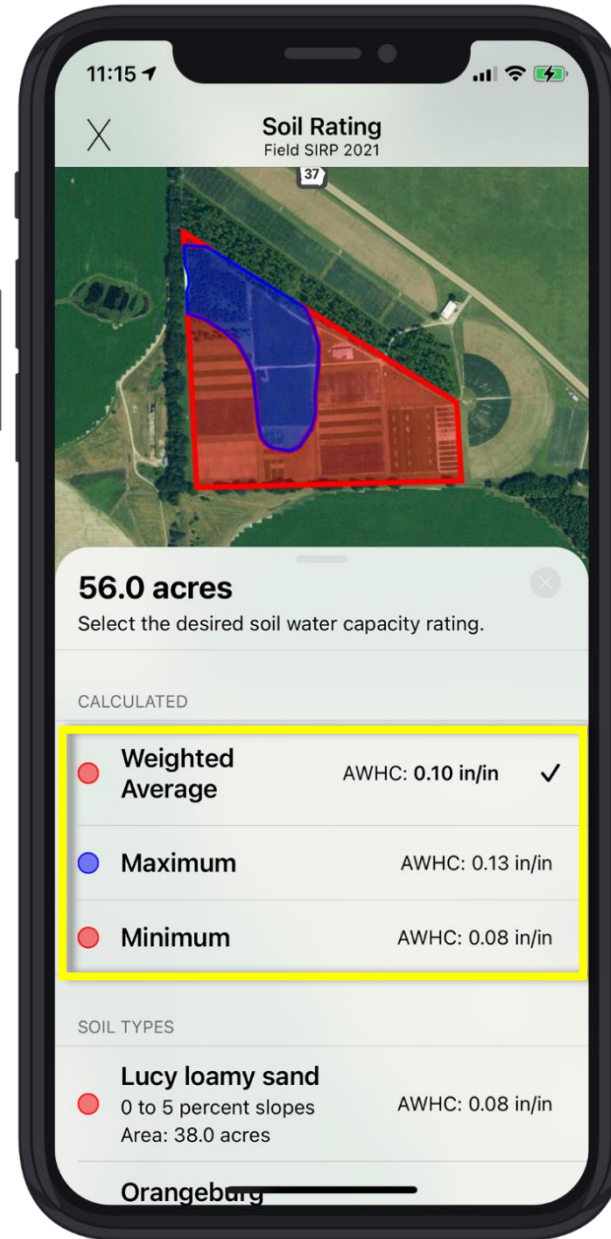 11:15
Soil Rating
Field SIRP 2021
37
56.0 acres
Select the desired soil water capacity rating.
CALCULATED
Weighted Average AWHC: 0.10 in/in
Maximum AWHC: 0.13 in/in
Minimum AWHC: 0.08 in/in
SOIL TYPES
Lucy loamy sand
0 to 5 percent slopes AWHC: 0.08 in/in
Area: 38.0 acres
Orangeburg